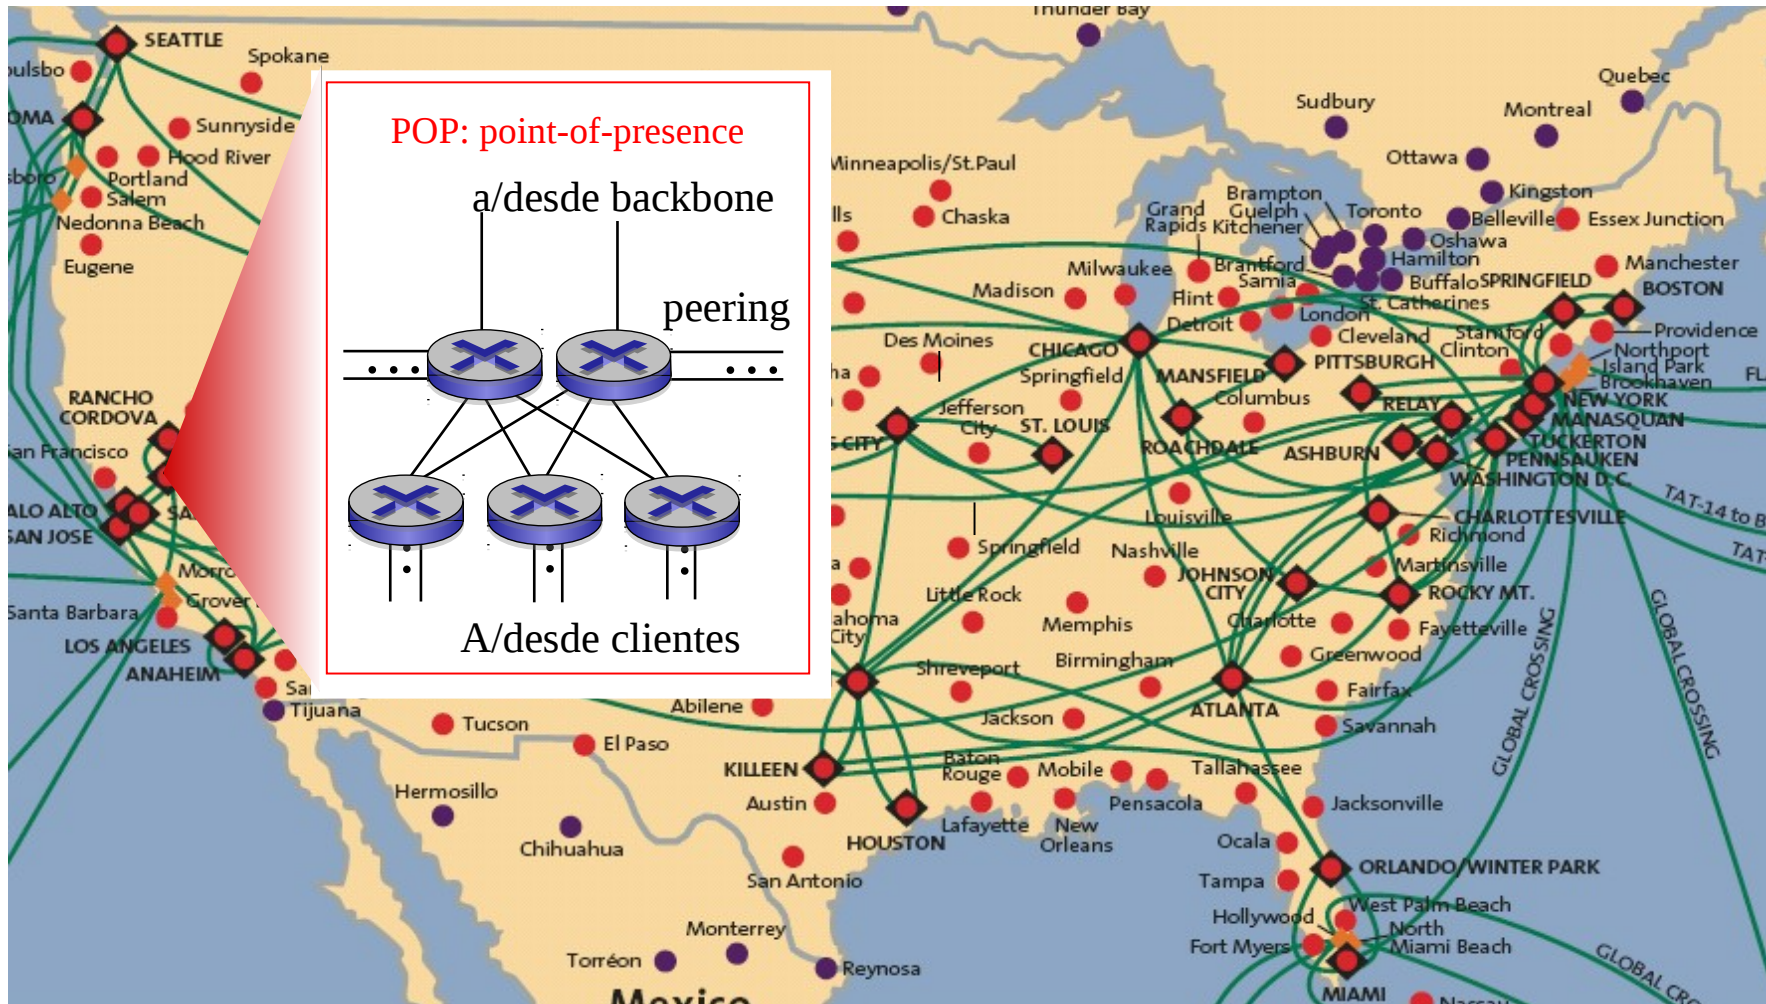 POP: point-of-presence
a/desde backbone
peering
A/desde clientes
SEATTLE
Spokane
Sunnyside
Hood River
Portland
Salem
Nedonna Beach
Eugene
RANCHO
CORDOVA
SAN JOSE
Santa Barbara
LOS ANGELES
ANAHEIM
Tijuana
Tucson
El Paso
Hermosillo
Chihuahua
Monterrey
Torréon
Reynosa
Mexico
Abilene
KILLEEN
Austin
HOUSTON
San Antonio
Thunder Bay
Minneapolis/St.Paul
Chaska
Sudbury
Quebec
Montreal
Ottawa
Kingston
Belleville
Essex Junction
Brampton
Guelph
Kitchener
Toronto
Oshawa
Hamilton
Brantford
Buffalo
St. Catherines
London
Grand
Rapids
Milwaukee
Madison
Flint
Detroit
Sarnia
SPRINGFIELD
Manchester
BOSTON
Providence
Stamford
Clinton
Northport
Island Park
Brookhaven
NEW YORK
MANASQUAN
TUCKERTON
PENNSAUKEN
WASHINGTON D.C.
Cleveland
PITTSBURGH
RELAY
ASHBURN
Des Moines
CHICAGO
Springfield
MANSFIELD
Columbus
Jefferson
City
ST. LOUIS
ROACHDALE
CITY
Louisville
CHARLOTTESVILLE
Richmond
Martinsville
Springfield
Nashville
JOHNSON
CITY
ROCKY MT.
Little Rock
Memphis
Charlotte
Fayetteville
City
Shreveport
Birmingham
Greenwood
Fairfax
Savannah
Jackson
ATLANTA
Baton
Rouge
Mobile
Tallahassee
Pensacola
Lafayette
New
Orleans
Jacksonville
Ocala
ORLANDO/WINTER PARK
Tampa
West Palm Beach
Hollywood
North
Miami Beach
Fort Myers
MIAMI
Nassau
TAT-14 to
GLOBAL CROSSING
GLOBAL CROSSING
GLOBAL